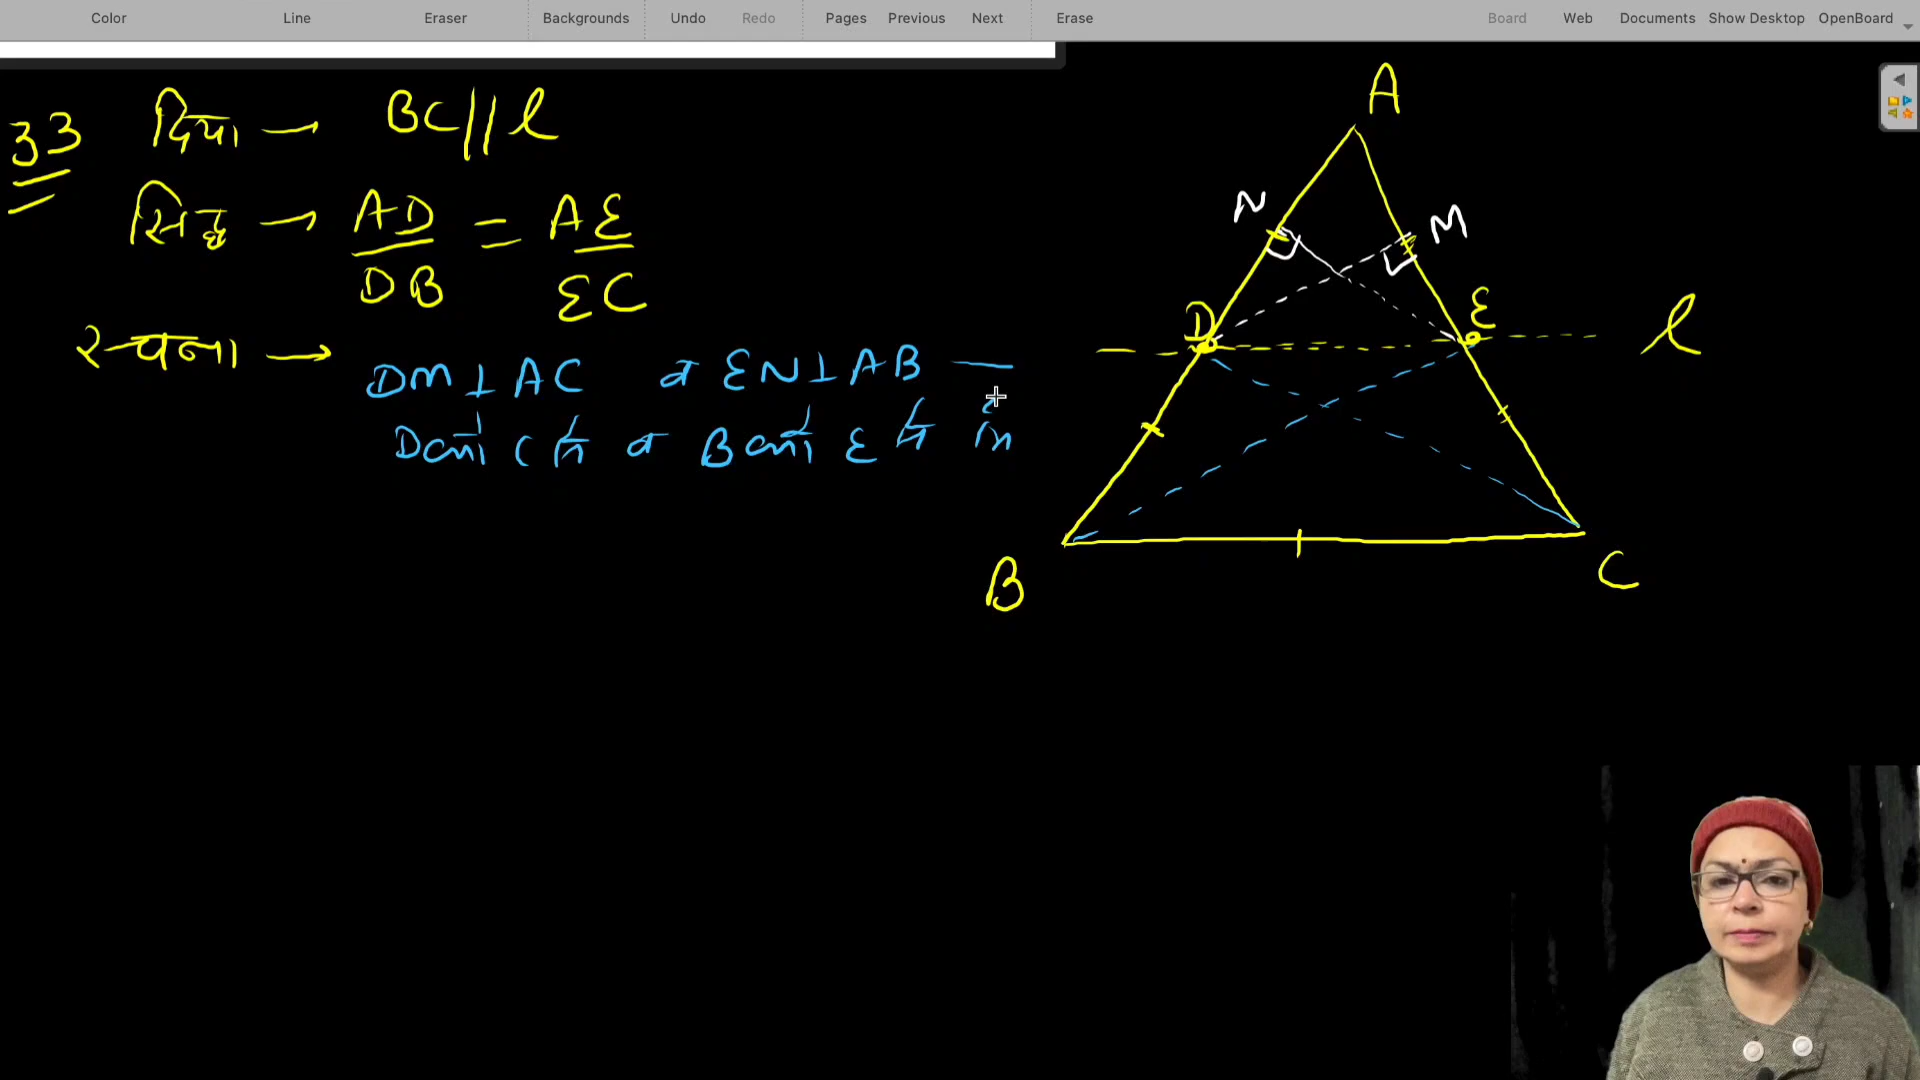 Color Line Eraser Backgrounds Undo Redo Pages Previous Next Erase Board Web Documents Show Desktop OpenBoard
33 दिया → BC || l
सिद्ध → AD/DB = AE/EC
रचना → DM ⊥ AC व EN ⊥ AB
D को C से व B को E से
A
N
M
D
E
l
B
C